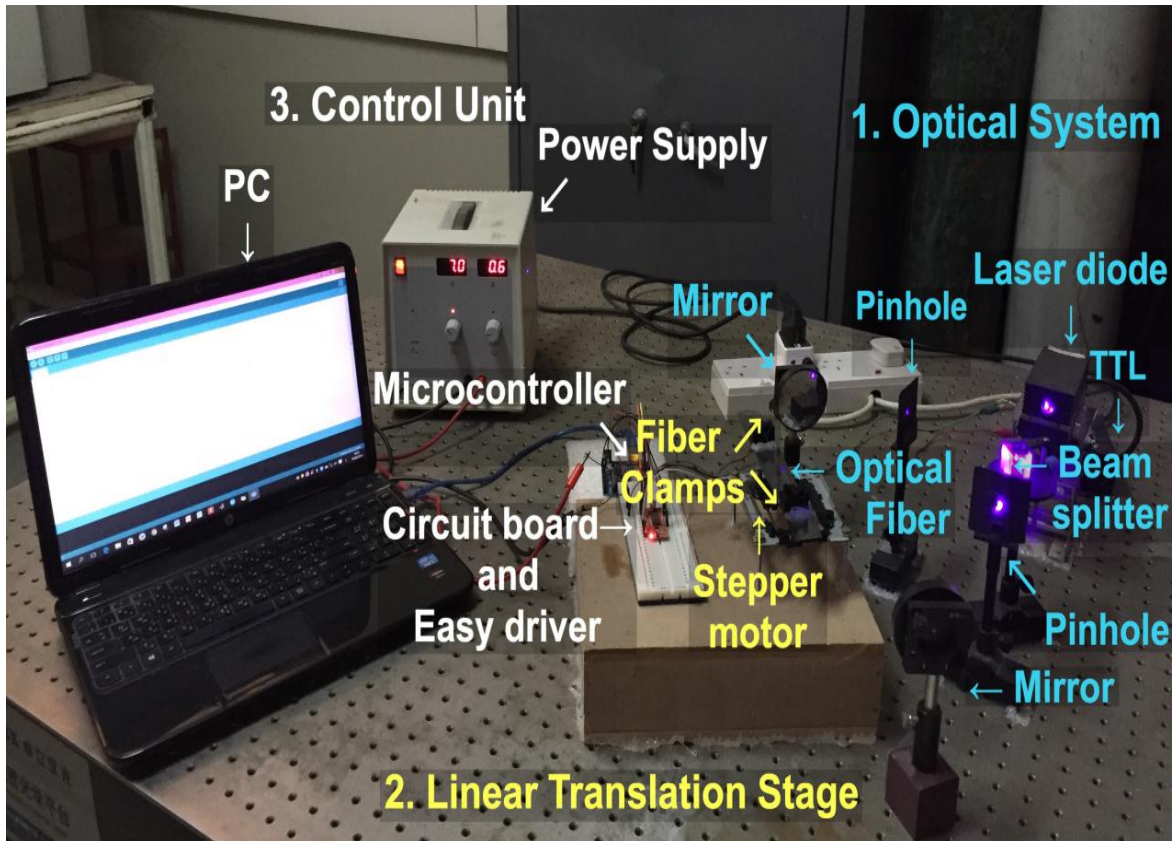 3. Control Unit
Power Supply
PC
7.0 0.6
Microcontroller
Circuit board
and
Easy driver
1. Optical System
Laser diode
Mirror
Pinhole
TTL
Optical
Fiber
Beam
splitter
Pinhole
Mirror
Fiber
Clamps
Stepper
motor
2. Linear Translation Stage